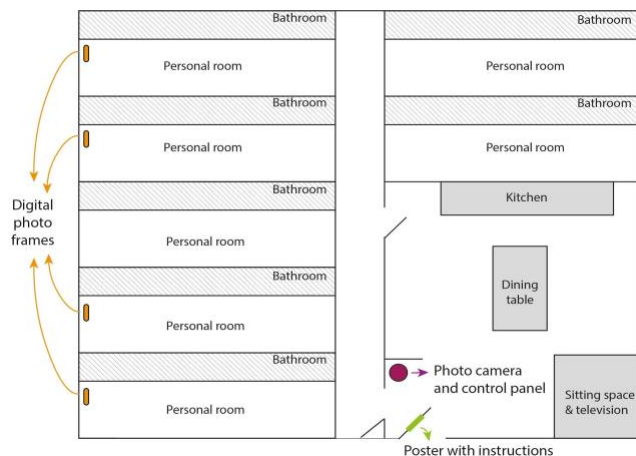 Bathroom
Personal room
Bathroom
Personal room
Bathroom
Personal room
Bathroom
Personal room
Bathroom
Personal room
Digital
photo
frames
Bathroom
Personal room
Bathroom
Personal room
Kitchen
Dining
table
Photo camera
and control panel
Sitting space
& television
Poster with instructions